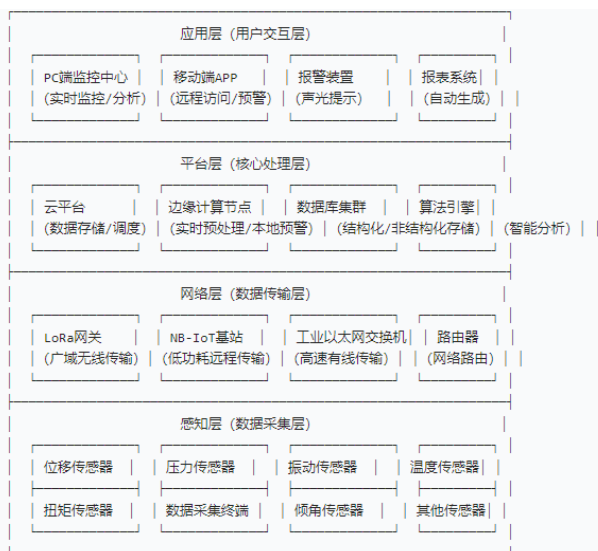 应用层（用户交互层）
PC端监控中心 移动端APP 报警装置 报表系统
(实时监控/分析) (远程访问/预警) (声光提示) (自动生成)
平台层（核心处理层）
云平台 边缘计算节点 数据库集群 算法引擎
(数据存储/调度) (实时预处理/本地预警) (结构化/非结构化存储) (智能分析)
网络层（数据传输层）
LoRa网关 NB-IoT基站 工业以太网交换机 路由器
(广域无线传输) (低功耗远程传输) (高速有线传输) (网络路由)
感知层（数据采集层）
位移传感器 压力传感器 振动传感器 温度传感器
扭矩传感器 数据采集终端 倾角传感器 其他传感器